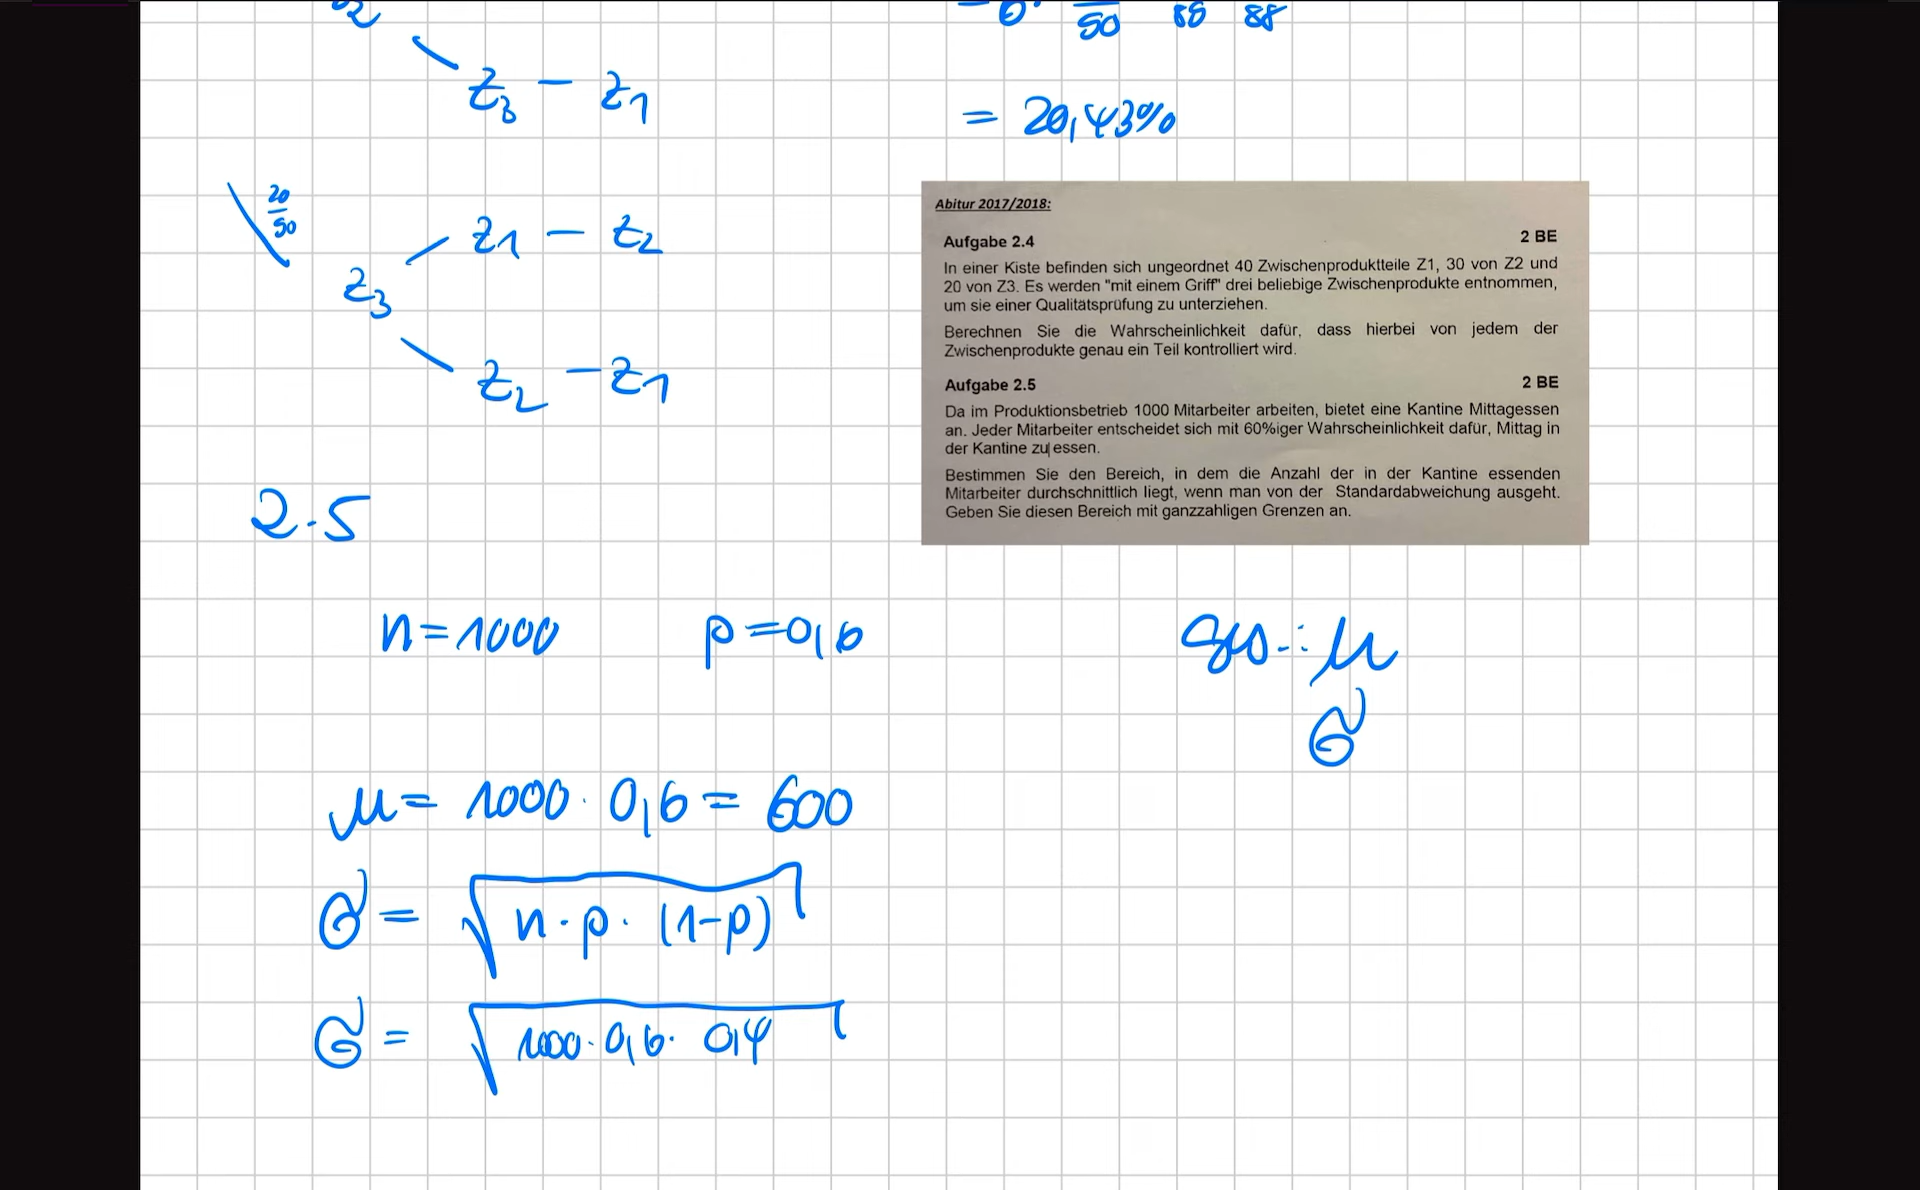 Z3 – Z1
= 20,43%
20/50
Z1 – Z2
Z3
Z2 – Z1
Abitur 2017/2018:
Aufgabe 2.4 2 BE
In einer Kiste befinden sich ungeordnet 40 Zwischenproduktteile Z1, 30 von Z2 und
20 von Z3. Es werden "mit einem Griff" drei beliebige Zwischenprodukte entnommen,
um sie einer Qualitätsprüfung zu unterziehen.
Berechnen Sie die Wahrscheinlichkeit dafür, dass hierbei von jedem der
Zwischenprodukte genau ein Teil kontrolliert wird.
Aufgabe 2.5 2 BE
Da im Produktionsbetrieb 1000 Mitarbeiter arbeiten, bietet eine Kantine Mittagessen
an. Jeder Mitarbeiter entscheidet sich mit 60%iger Wahrscheinlichkeit dafür, Mittag in
der Kantine zu essen.
Bestimmen Sie den Bereich, in dem die Anzahl der in der Kantine essenden
Mitarbeiter durchschnittlich liegt, wenn man von der Standardabweichung ausgeht.
Geben Sie diesen Bereich mit ganzzahligen Grenzen an.
2.5
n=1000 p=0,6 ges.: μ
σ
μ= 1000 · 0,6 = 600
σ = √n · p · (1-p)
σ = √1000 · 0,6 · 0,4